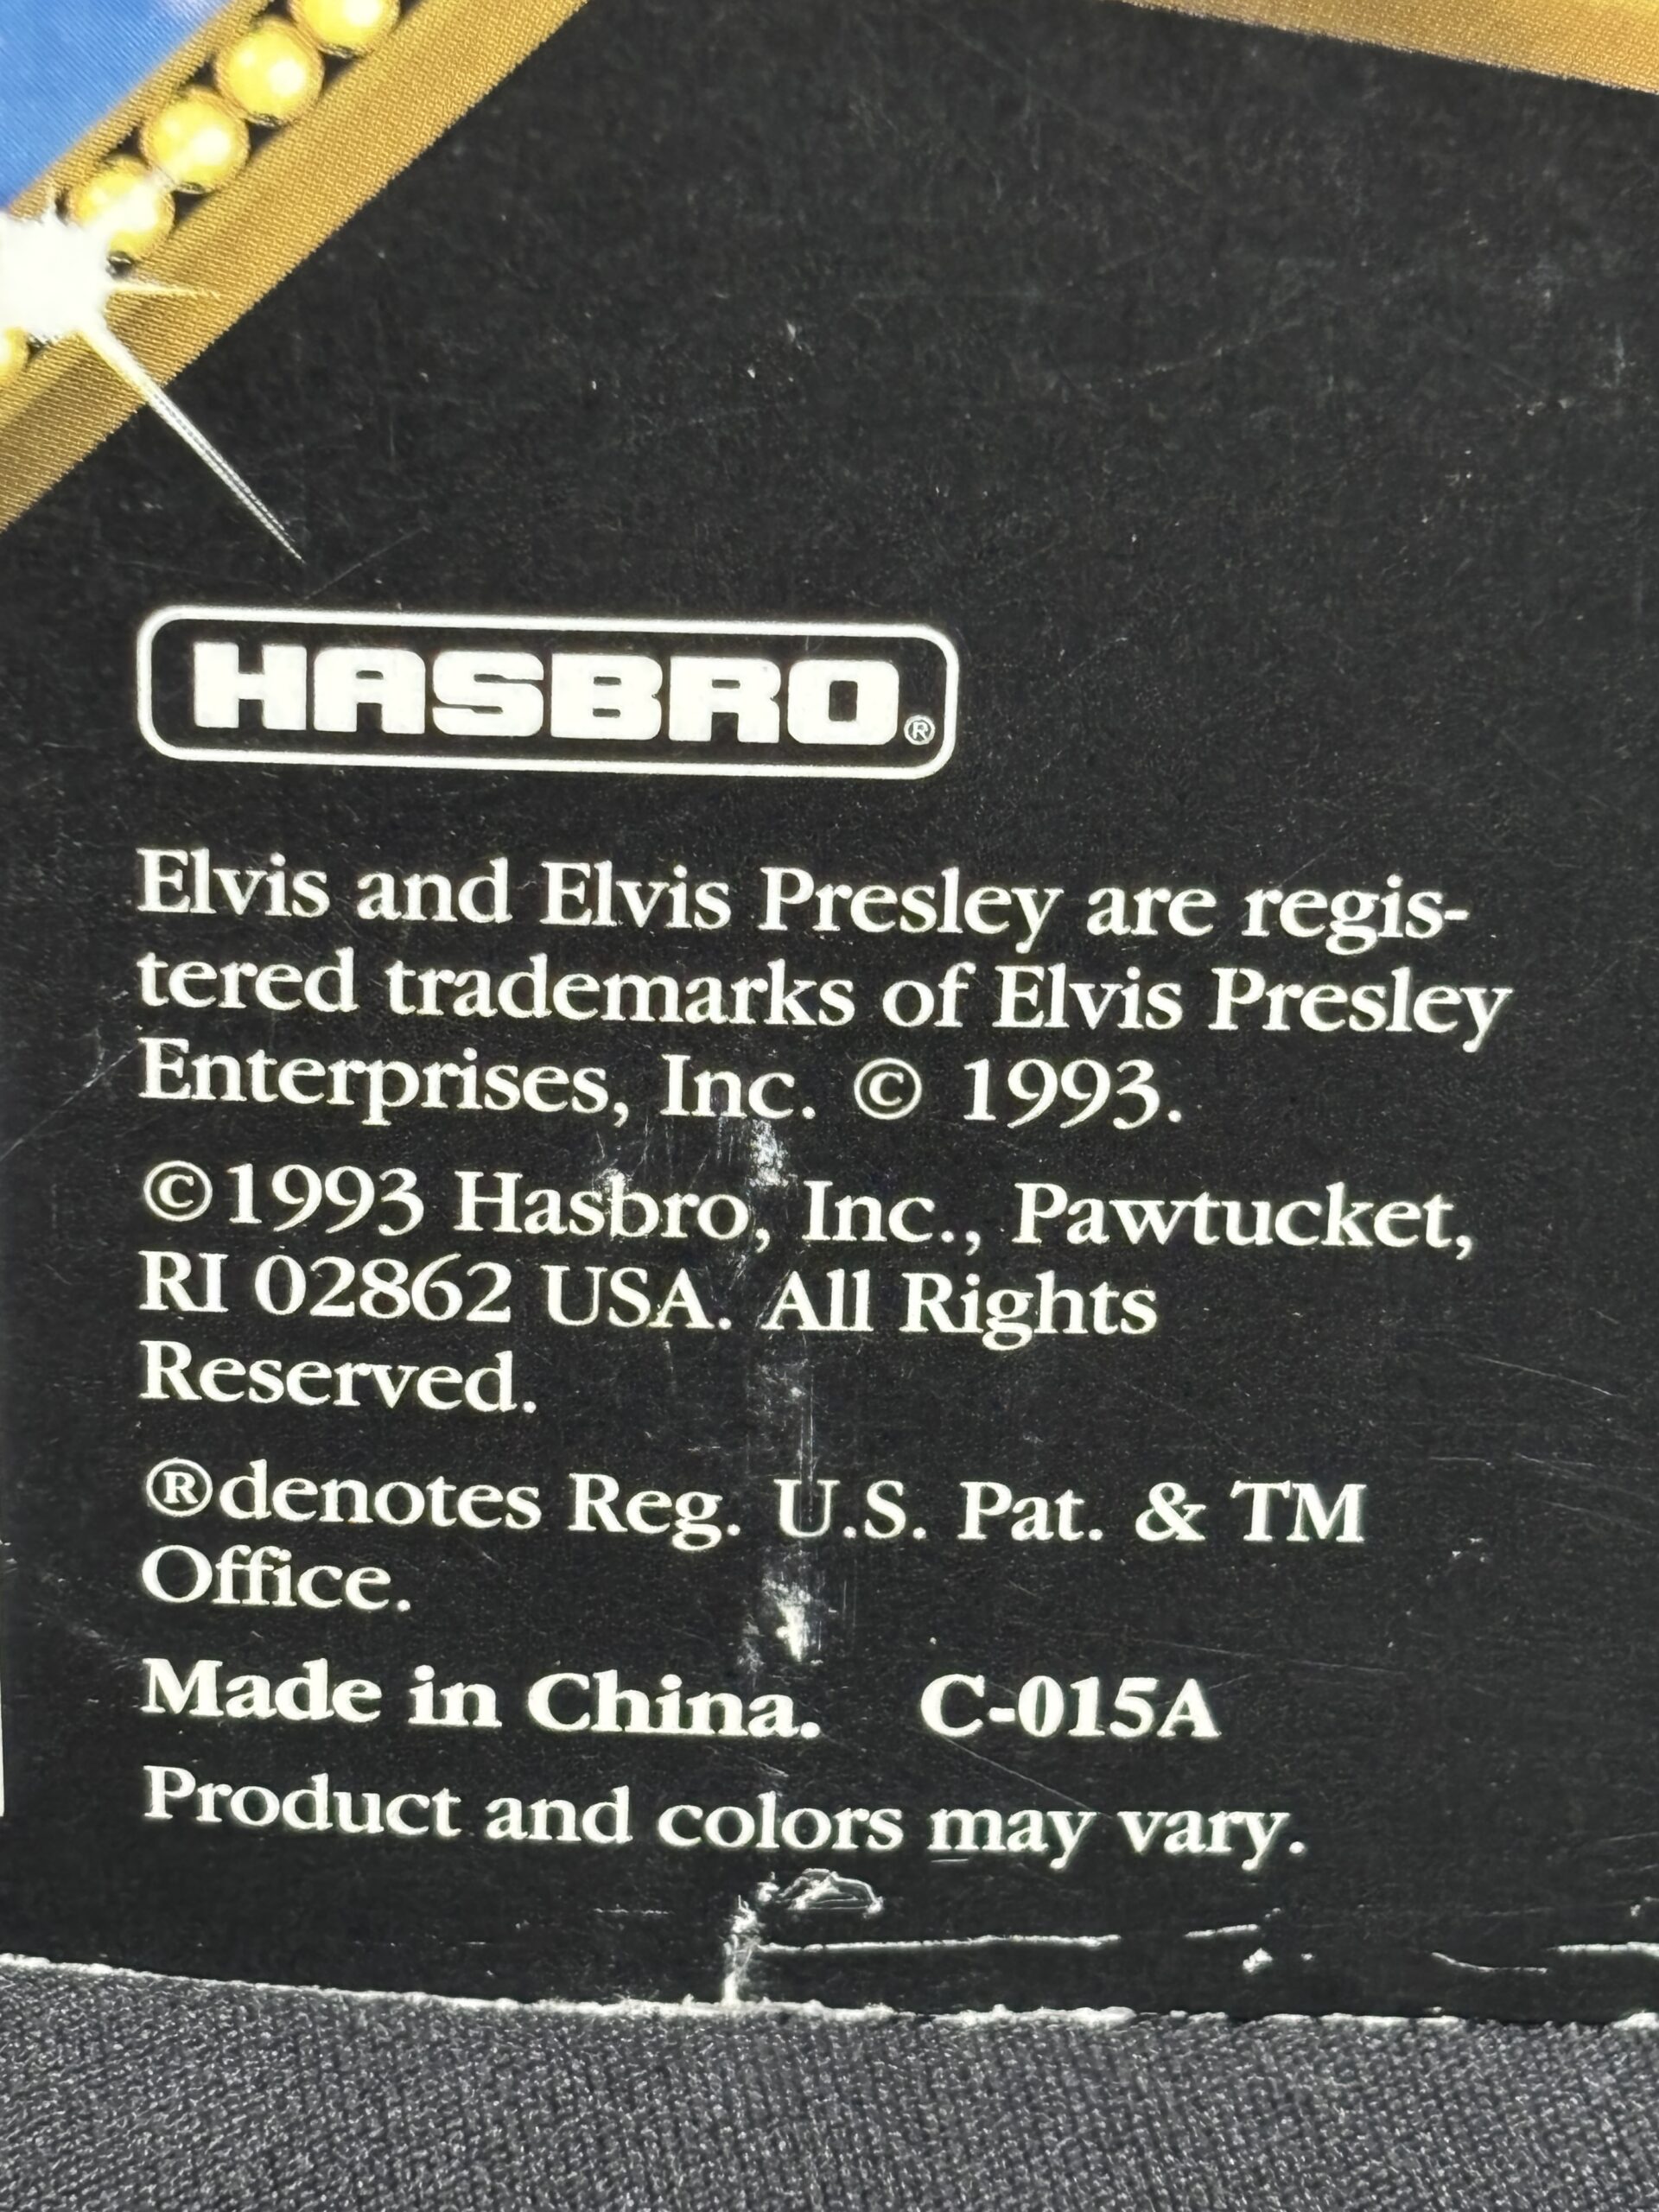 HASBRO®
Elvis and Elvis Presley are regis-
tered trademarks of Elvis Presley
Enterprises, Inc. © 1993.
©1993 Hasbro, Inc., Pawtucket,
RI 02862 USA. All Rights
Reserved.
®denotes Reg. U.S. Pat. & TM
Office.
Made in China. C-015A
Product and colors may vary.